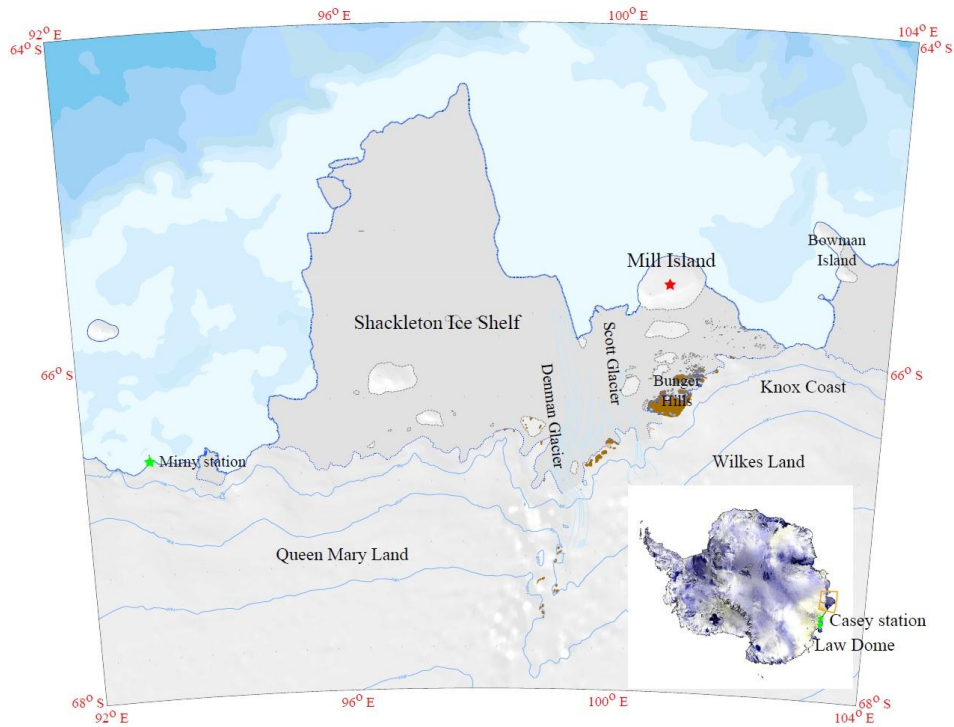 96° E
100° E
92° E
64° S
104° E
64° S
Bowman
Island
Mill Island
Shackleton Ice Shelf
Scott Glacier
Denman Glacier
66° S
66° S
Bunger
Hills
Knox Coast
Mirny station
Wilkes Land
Queen Mary Land
Casey station
Law Dome
68° S
92° E
96° E
100° E
68° S
104° E